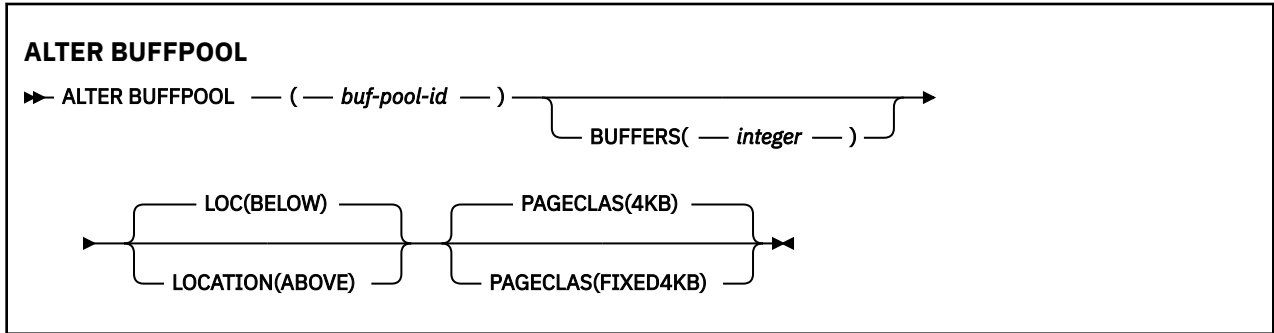 ALTER BUFFPOOL
ALTER BUFFPOOL ( buf-pool-id )
BUFFERS( integer )
LOC(BELOW) PAGECLAS(4KB)
LOCATION(ABOVE) PAGECLAS(FIXED4KB)